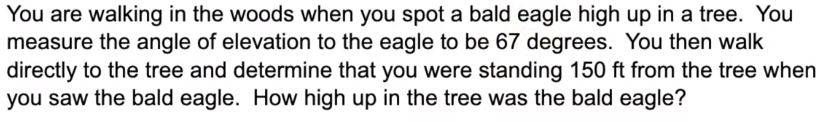 You are walking in the woods when you spot a bald eagle high up in a tree.  You
measure the angle of elevation to the eagle to be 67 degrees.  You then walk
directly to the tree and determine that you were standing 150 ft from the tree when
you saw the bald eagle.  How high up in the tree was the bald eagle?